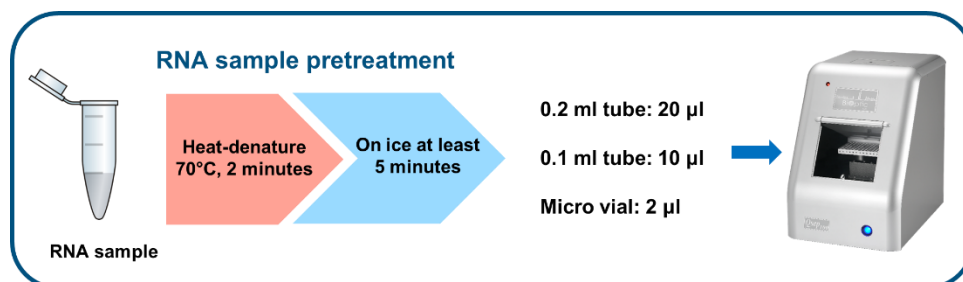 RNA sample pretreatment
Heat-denature
70°C, 2 minutes
On ice at least
5 minutes
0.2 ml tube: 20 µl
0.1 ml tube: 10 µl
Micro vial: 2 µl
RNA sample